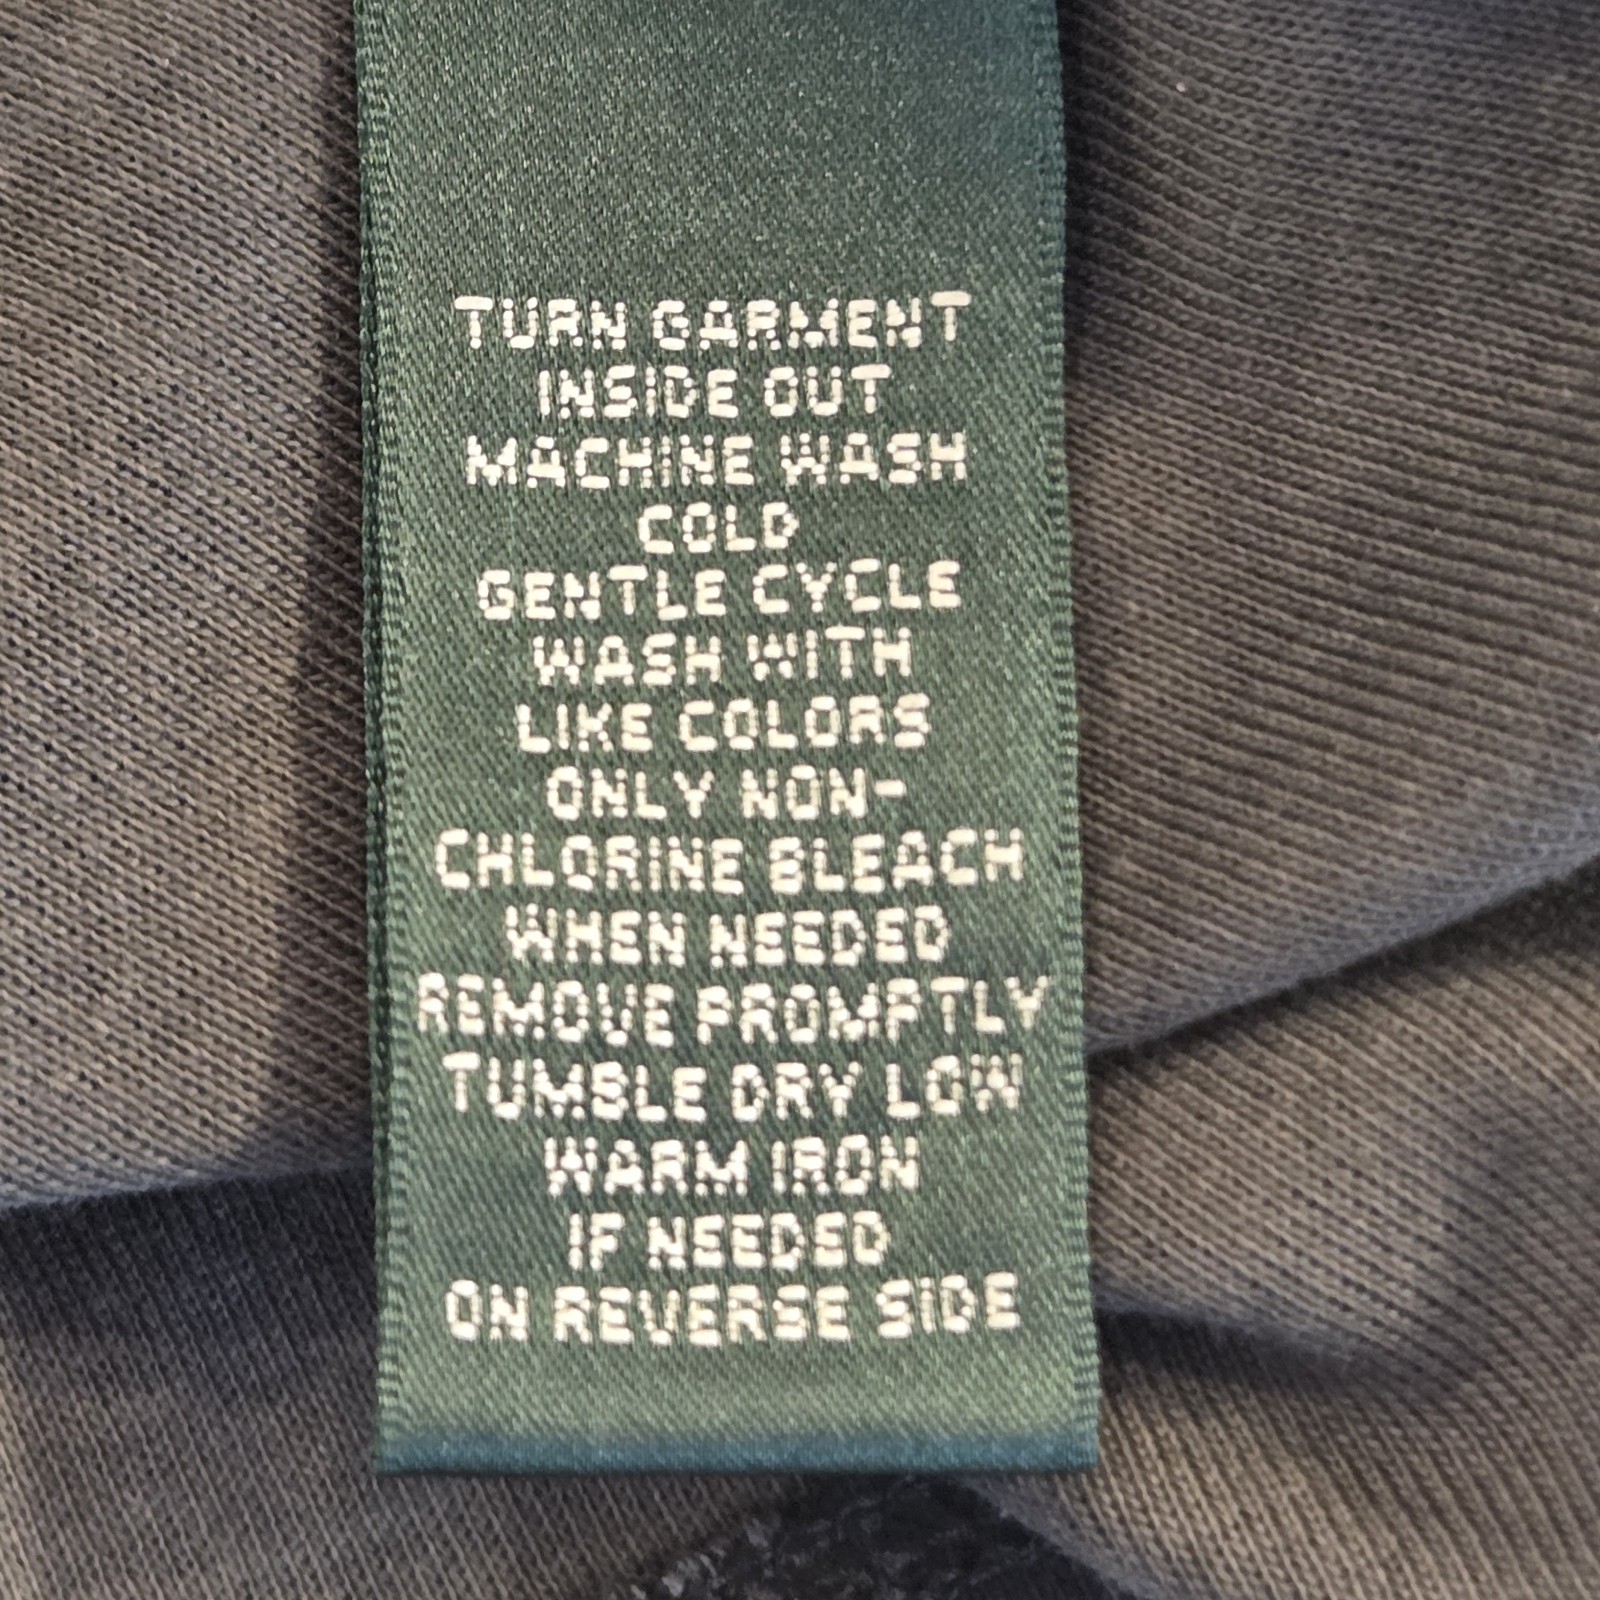 TURN GARMENT
INSIDE OUT
MACHINE WASH
COLD
GENTLE CYCLE
WASH WITH
LIKE COLORS
ONLY NON-
CHLORINE BLEACH
WHEN NEEDED
REMOVE PROMPTLY
TUMBLE DRY LOW
WARM IRON
IF NEEDED
ON REVERSE SIDE